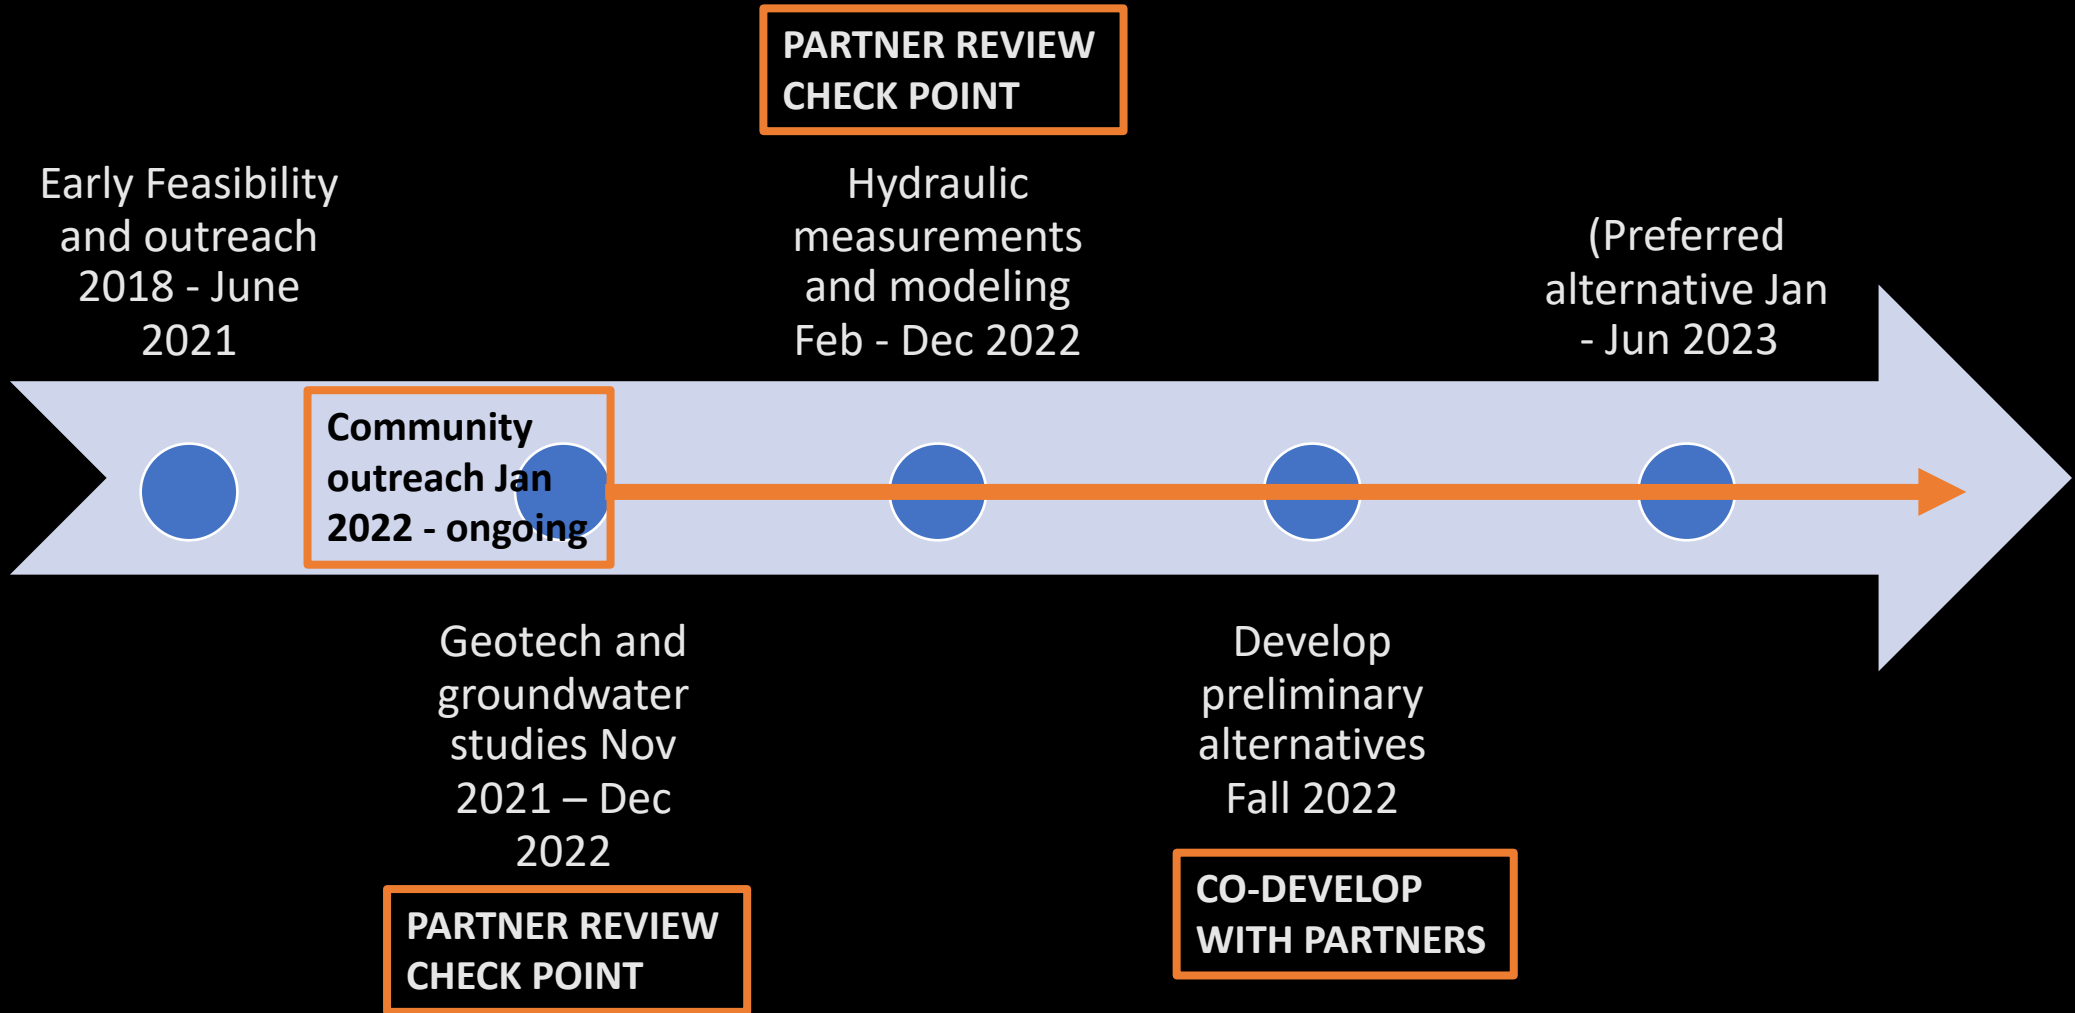 PARTNER REVIEW
CHECK POINT
Early Feasibility
and outreach
2018 - June
2021
Hydraulic
measurements
and modeling
Feb - Dec 2022
(Preferred
alternative Jan
- Jun 2023
Community
outreach Jan
2022 - ongoing
Geotech and
groundwater
studies Nov
2021 – Dec
2022
PARTNER REVIEW
CHECK POINT
Develop
preliminary
alternatives
Fall 2022
CO-DEVELOP
WITH PARTNERS